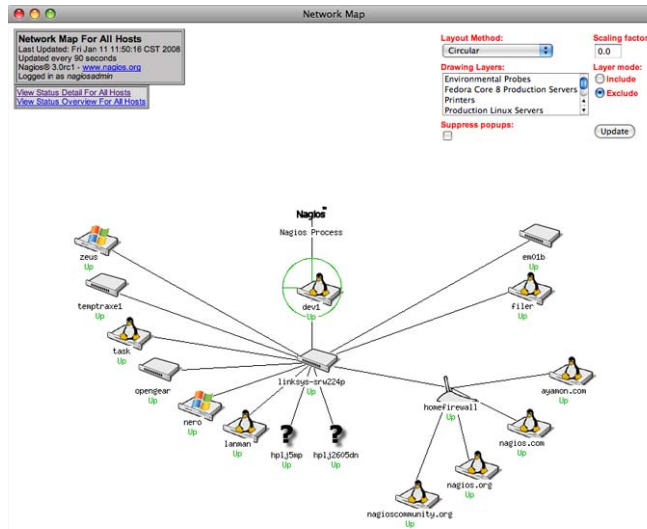 Network Map
Network Map For All Hosts
Last Updated: Fri Jan 11 11:50:16 CST 2008
Updated every 90 seconds
Nagios® 3.0rc1 - www.nagios.org
Logged in as nagiosadmin
View Status Detail For All Hosts
View Status Overview For All Hosts
Layout Method:
Circular
Scaling factor
0.0
Drawing Layers:
Environmental Probes
Fedora Core 8 Production Servers
Printers
Production Linux Servers
Layer mode:
Include
Exclude
Suppress popups:
Update
Nagios™
Nagios Process
zeus
Up
em01b
Up
temptraxe1
Up
dev1
Up
filer
Up
task
Up
opengear
Up
linksys-srw224p
Up
ayamon.com
Up
nero
Up
homefirewall
Up
lanman
Up
hplj5mp
Up
hplj2605dn
Up
nagios.com
Up
nagios.org
Up
nagioscommunity.org
Up